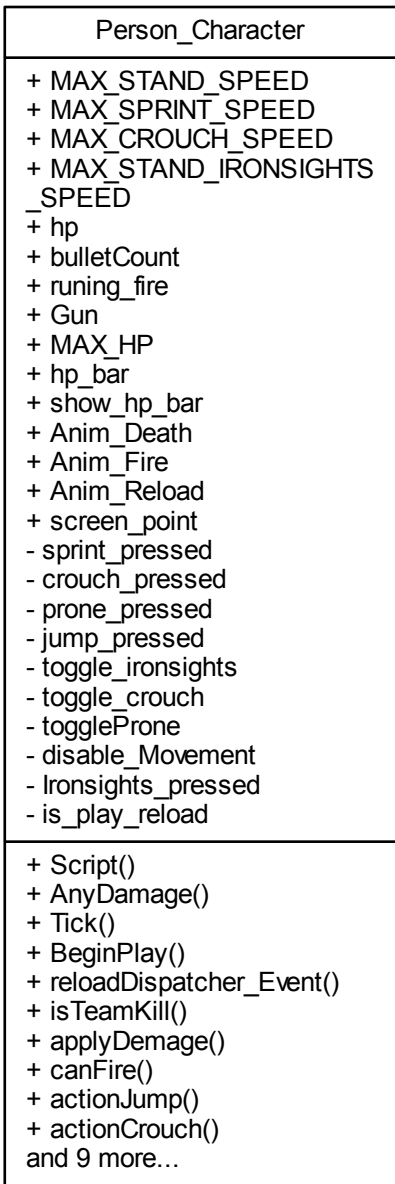 Person_Character
+ MAX_STAND_SPEED
+ MAX_SPRINT_SPEED
+ MAX_CROUCH_SPEED
+ MAX_STAND_IRONSIGHTS
_SPEED
+ hp
+ bulletCount
+ runing_fire
+ Gun
+ MAX_HP
+ hp_bar
+ show_hp_bar
+ Anim_Death
+ Anim_Fire
+ Anim_Reload
+ screen_point
- sprint_pressed
- crouch_pressed
- prone_pressed
- jump_pressed
- toggle_ironsights
- toggle_crouch
- toggleProne
- disable_Movement
- Ironsights_pressed
- is_play_reload
+ Script()
+ AnyDamage()
+ Tick()
+ BeginPlay()
+ reloadDispatcher_Event()
+ isTeamKill()
+ applyDemage()
+ canFire()
+ actionJump()
+ actionCrouch()
and 9 more...